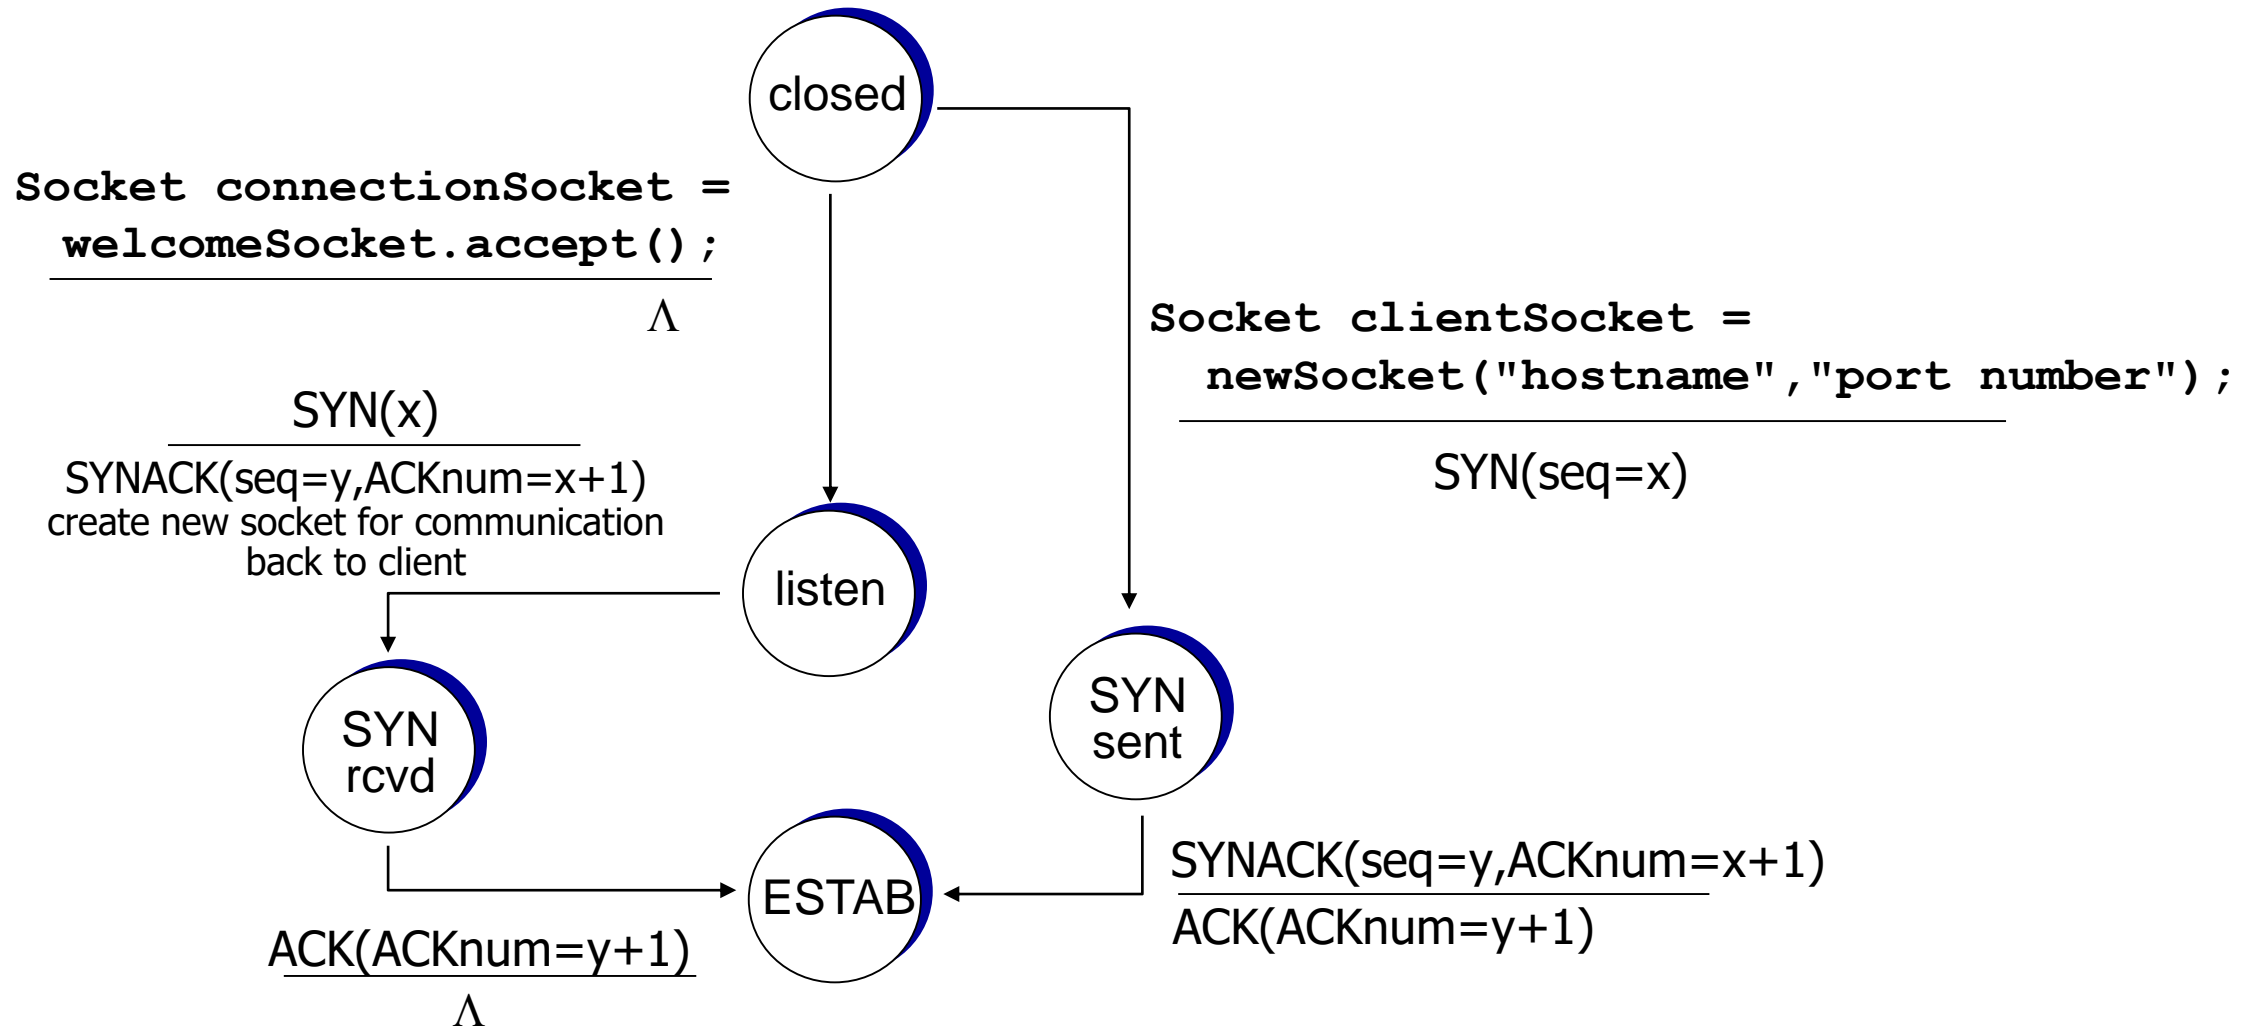 closed
Socket connectionSocket =
welcomeSocket.accept();
Λ
Socket clientSocket =
newSocket("hostname","port number");
SYN(seq=x)
SYN(x)
SYNACK(seq=y,ACKnum=x+1)
create new socket for communication
back to client
listen
SYN
rcvd
SYN
sent
ESTAB
SYNACK(seq=y,ACKnum=x+1)
ACK(ACKnum=y+1)
ACK(ACKnum=y+1)
Λ